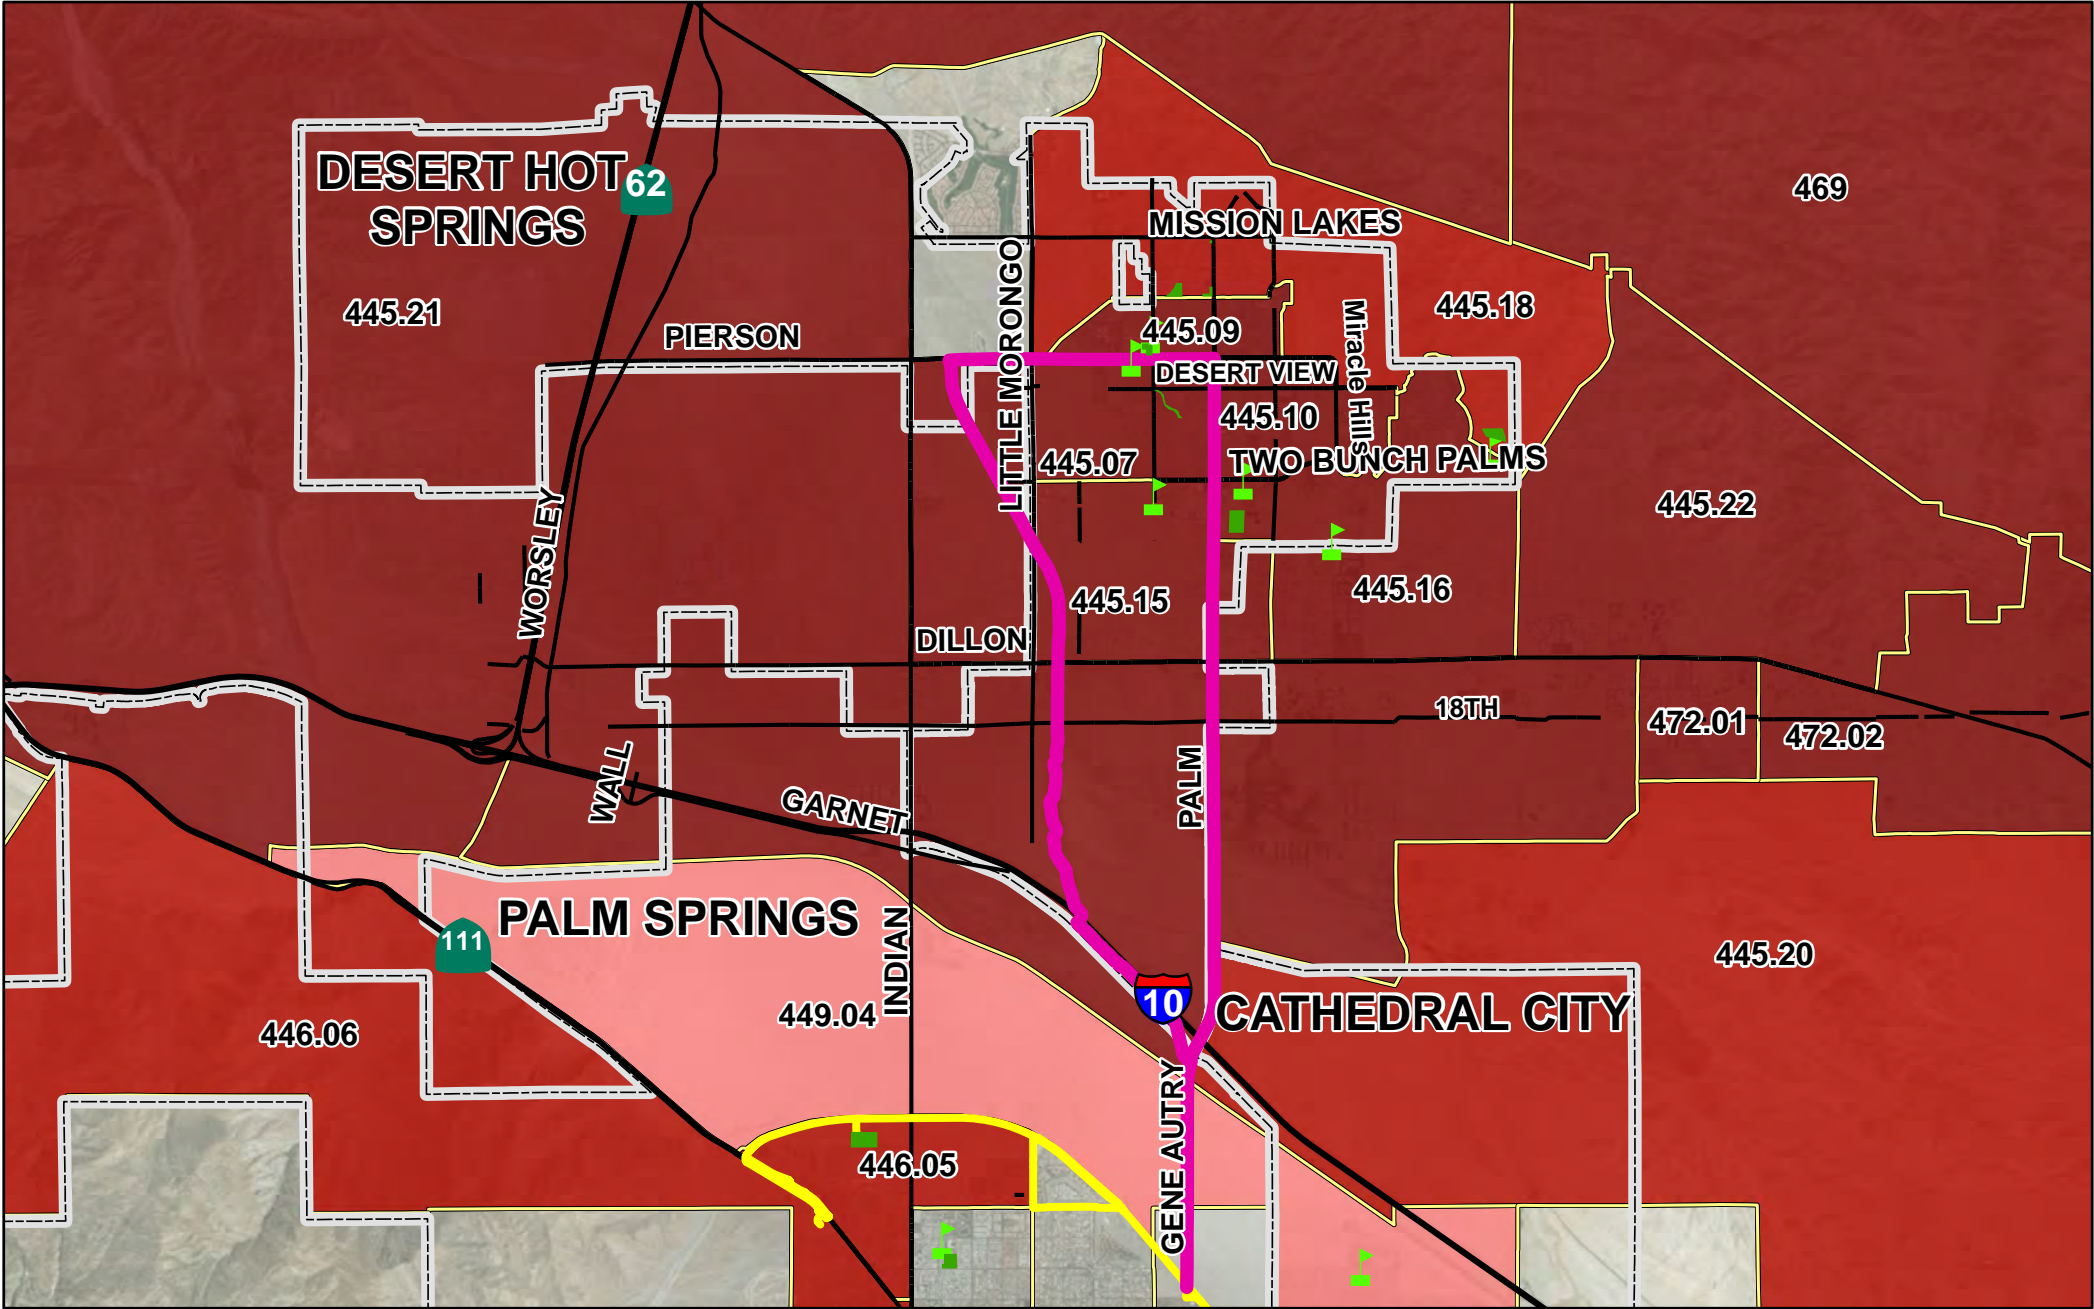 DESERT HOT
SPRINGS
62
469
MISSION LAKES
445.21
445.18
PIERSON
LITTLE MORONGO
445.09
Miracle Hills
DESERT VIEW
445.10
445.07
TWO BUNCH PALMS
445.22
WORSLEY
445.15
445.16
DILLON
18TH
472.01
472.02
WALL
GARNET
PALM
PALM SPRINGS
111
INDIAN
449.04
10
CATHEDRAL CITY
445.20
446.06
GENE AUTRY
446.05